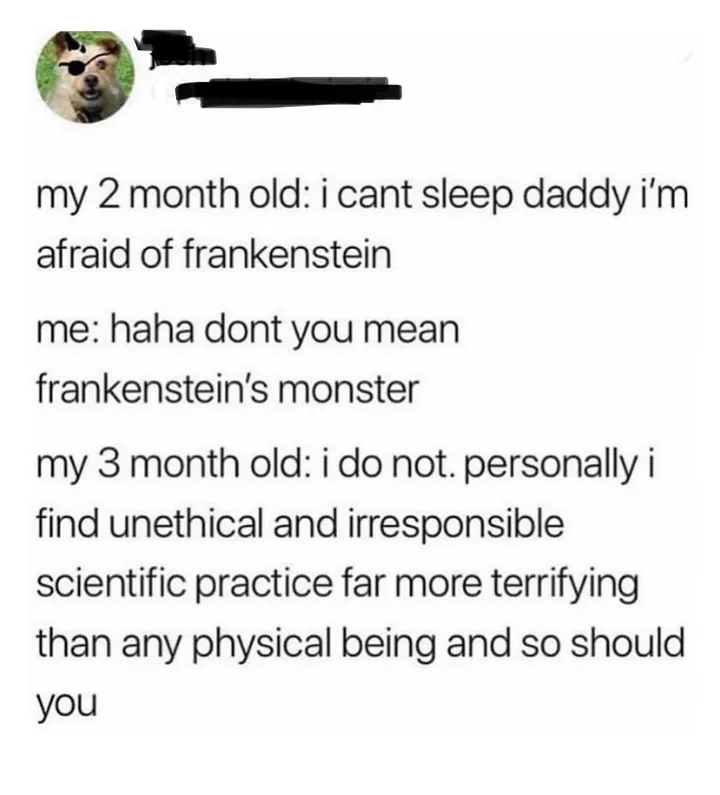 my 2 month old: i cant sleep daddy i'm
afraid of frankenstein
me: haha dont you mean
frankenstein's monster
my 3 month old: i do not. personally i
find unethical and irresponsible
scientific practice far more terrifying
than any physical being and so should
you